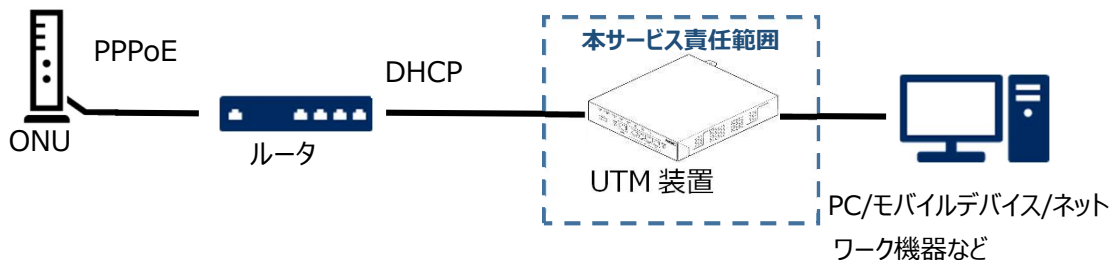 PPPoE
ONU
ルータ
DHCP
本サービス責任範囲
UTM 装置
PC/モバイルデバイス/ネット
ワーク機器など